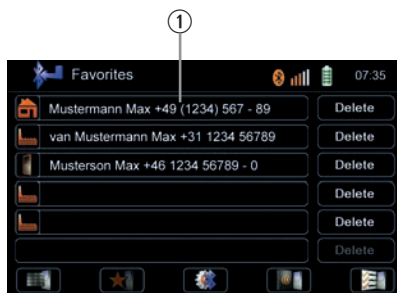 1
Favorites 07:35
Mustermann Max +49 (1234) 567 - 89 Delete
van Mustermann Max +31 1234 56789 Delete
Musterson Max +46 1234 56789 - 0 Delete
Delete
Delete
Delete